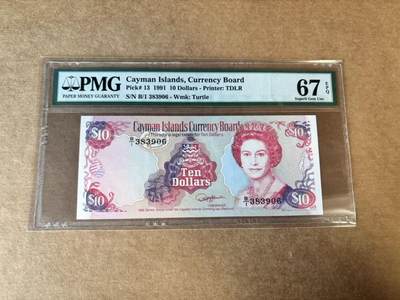 PMG
PAPER MONEY GUARANTY
Cayman Islands, Currency Board
Pick# 13 1991 10 Dollars - Printer: TDLR
S/N B/1 383906 - Wmk: Turtle
67 EPQ
Superb Gem Unc
$10
Cayman Islands Currency Board
B/1 383906
Ten
Dollars
$10
B/1 383906
$10